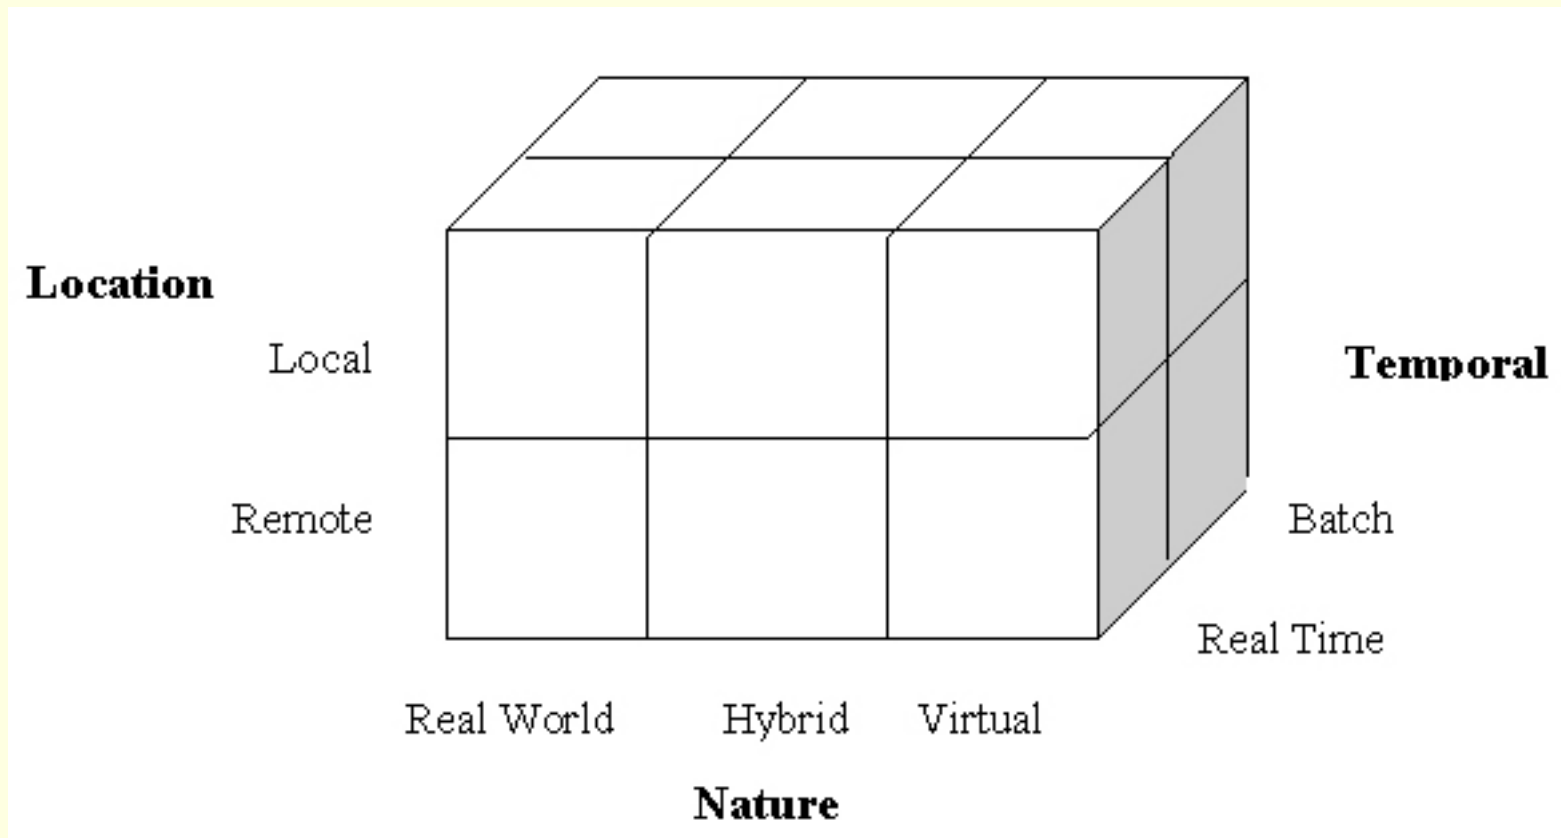 Location
Local
Temporal
Remote
Batch
Real Time
Real World Hybrid Virtual
Nature